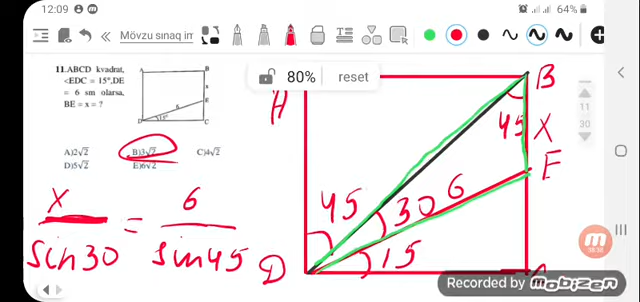 12:09
64%
Mövzu sınaq im
80%
reset
11.ABCD kvadrat,
<EDC = 15°.DE
= 6 sm olarsa,
BE = x = ?
A
B
6
E
15°
D
C
A)2√2
B)3√2
C)4√2
D)5√2
E)6√2
x
sin30
=
6
sin45
B
45
X
E
6
30
45
15
D
11
30
Recorded by mobizen